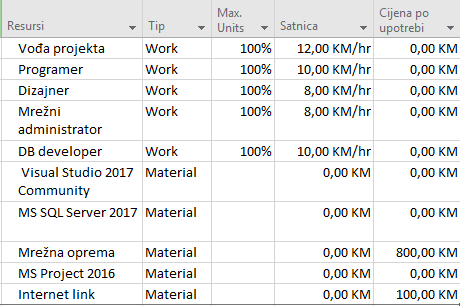 Resursi Tip Max. Units Satnica Cijena po upotrebi
Vođa projekta Work 100% 12,00 KM/hr 0,00 KM
Programer Work 100% 10,00 KM/hr 0,00 KM
Dizajner Work 100% 8,00 KM/hr 0,00 KM
Mrežni administrator Work 100% 8,00 KM/hr 0,00 KM
DB developer Work 100% 10,00 KM/hr 0,00 KM
Visual Studio 2017 Community Material 0,00 KM 0,00 KM
MS SQL Server 2017 Material 0,00 KM 0,00 KM
Mrežna oprema Material 0,00 KM 800,00 KM
MS Project 2016 Material 0,00 KM 0,00 KM
Internet link Material 0,00 KM 100,00 KM